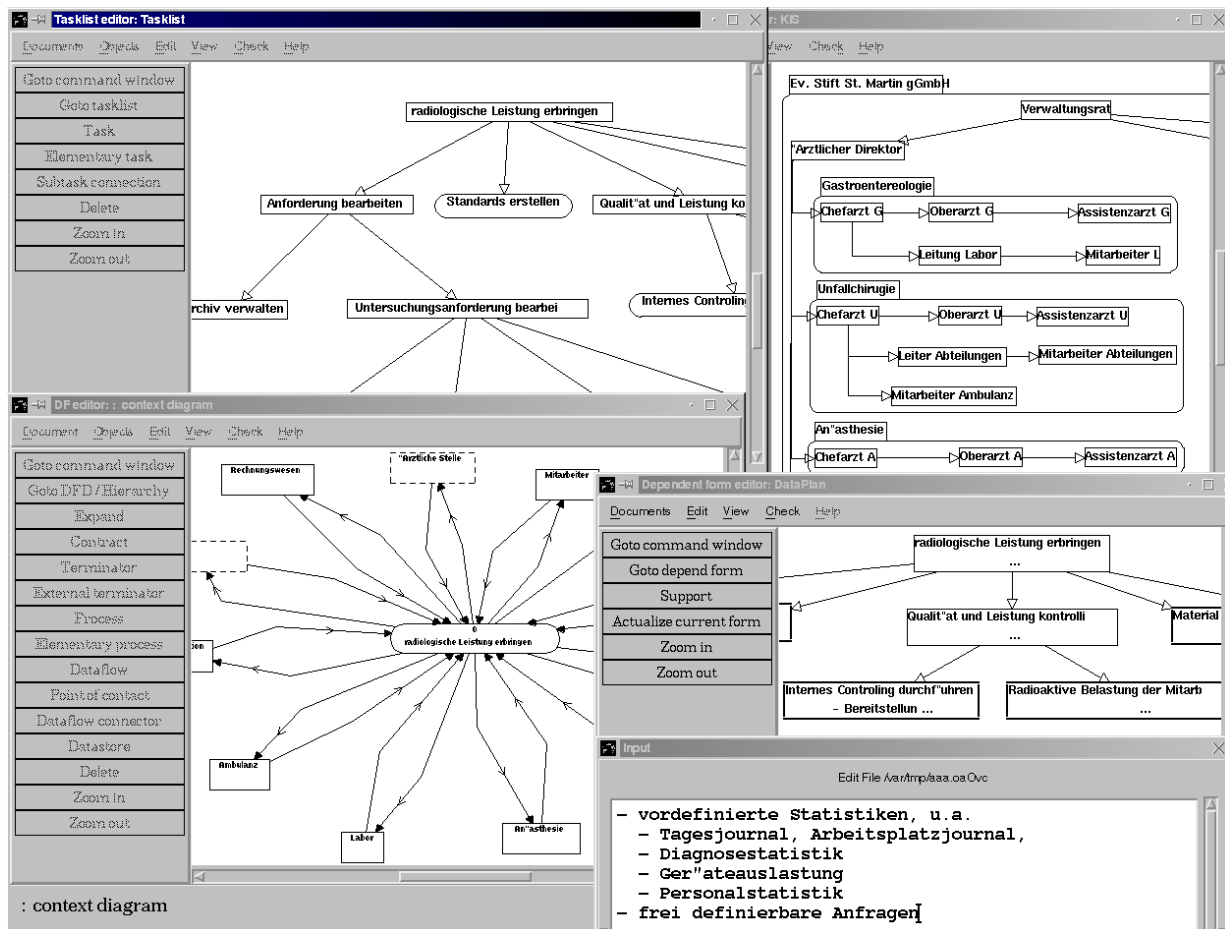 Tasklist editor: Tasklist
Documents Objects Edit View Check Help
Goto command window
Goto tasklist
Task
Elementary task
Subtask connection
Delete
Zoom in
Zoom out
radiologische Leistung erbringen
Anforderung bearbeiten
Standards erstellen
Qualit"at und Leistung ko
rchiv verwalten
Untersuchungsanforderung bearbei
Internes Controling
r: KIS
View Check Help
Ev. Stift St. Martin gGmbH
Verwaltungsrat
"Arztlicher Direktor
Gastroentereologie
Chefarzt G Oberarzt G Assistenzarzt G
Leitung Labor Mitarbeiter L
Unfallchirugie
Chefarzt U Oberarzt U Assistenzarzt U
Leiter Abteilungen Mitarbeiter Abteilungen
Mitarbeiter Ambulanz
An"asthesie
Chefarzt A Oberarzt A Assistenzarzt A
DF editor: : context diagram
Document Objects Edit View Check Help
Goto command window
Goto DFD / Hierarchy
Expand
Contract
Terminator
External terminator
Process
Elementary process
Dataflow
Point of contact
Dataflow connector
Datastore
Delete
Zoom in
Zoom out
Rechnungswesen
"Arztliche Stelle
Mitarbeiter
0
radiologische Leistung erbringen
ion
Ambulanz
Labor
An"asthesie
: context diagram
Dependent form editor: DataPlan
Documents Edit View Check Help
Goto command window
Goto depend form
Support
Actualize current form
Zoom in
Zoom out
radiologische Leistung erbringen
...
Qualit"at und Leistung kontrolli
...
Material
Internes Controling durchf"uhren
- Bereitstellun ...
Radioaktive Belastung der Mitarb
...
Input
Edit File /var/tmp/aaa.oaOvc
- vordefinierte Statistiken, u.a.
- Tagesjournal, Arbeitsplatzjournal,
- Diagnosestatistik
- Ger"ateauslastung
- Personalstatistik
- frei definierbare Anfragen